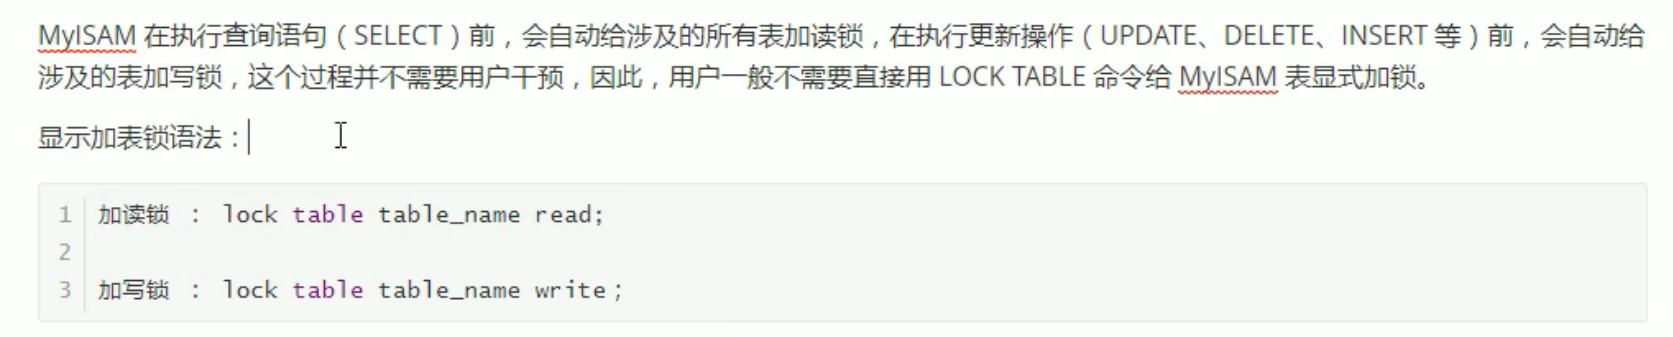 MyISAM 在执行查询语句（SELECT）前，会自动给涉及的所有表加读锁，在执行更新操作（UPDATE、DELETE、INSERT 等）前，会自动给
涉及的表加写锁，这个过程并不需要用户干预，因此，用户一般不需要直接用 LOCK TABLE 命令给 MyISAM 表显式加锁。
显示加表锁语法：
1 加读锁 : lock table table_name read;
2
3 加写锁 : lock table table_name write；